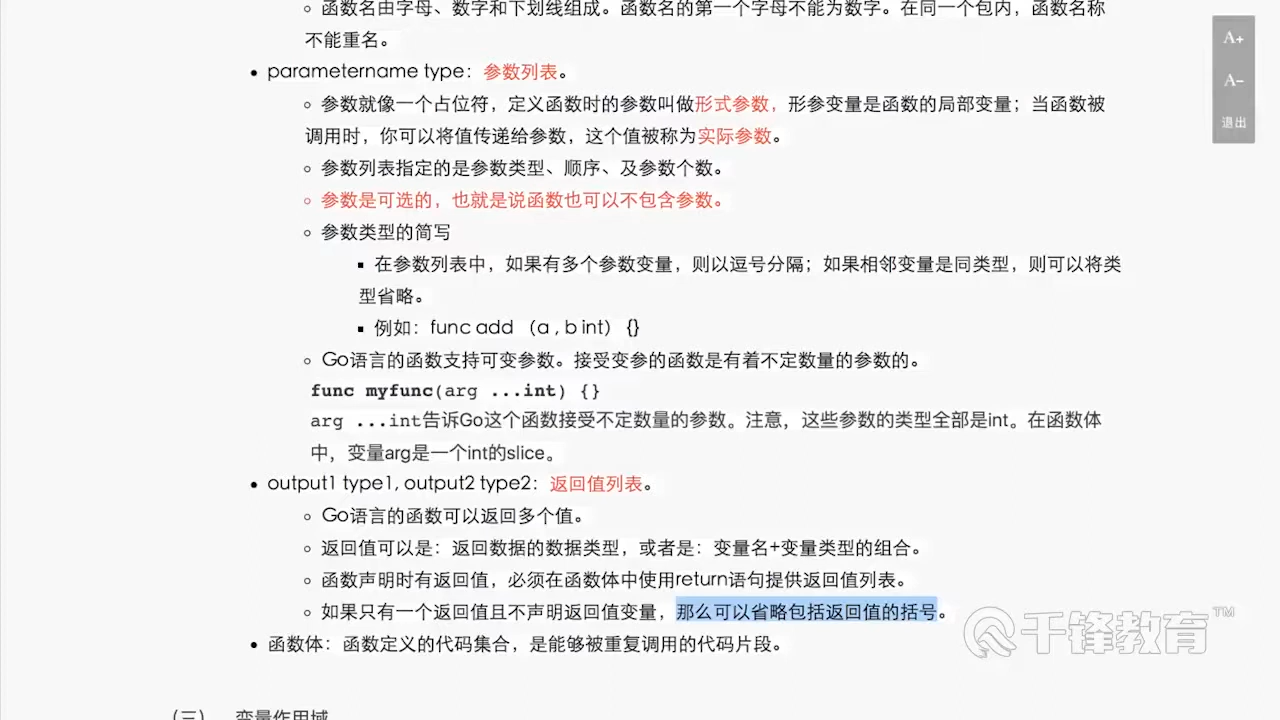 函数名由字母、数字和下划线组成。函数名的第一个字母不能为数字。在同一个包内，函数名称
不能重名。
parametername type：参数列表。
参数就像一个占位符，定义函数时的参数叫做形式参数，形参变量是函数的局部变量；当函数被
调用时，你可以将值传递给参数，这个值被称为实际参数。
参数列表指定的是参数类型、顺序、及参数个数。
参数是可选的，也就是说函数也可以不包含参数。
参数类型的简写
在参数列表中，如果有多个参数变量，则以逗号分隔；如果相邻变量是同类型，则可以将类
型省略。
例如：func add （a , b int） {}
Go语言的函数支持可变参数。接受变参的函数是有着不定数量的参数的。
func myfunc(arg ...int) {}
arg ...int告诉Go这个函数接受不定数量的参数。注意，这些参数的类型全部是int。在函数体
中，变量arg是一个int的slice。
output1 type1, output2 type2：返回值列表。
Go语言的函数可以返回多个值。
返回值可以是：返回数据的数据类型，或者是：变量名+变量类型的组合。
函数声明时有返回值，必须在函数体中使用return语句提供返回值列表。
如果只有一个返回值且不声明返回值变量，那么可以省略包括返回值的括号。
函数体：函数定义的代码集合，是能够被重复调用的代码片段。
（三） 变量作用域
A+
A-
退出
千锋教育™